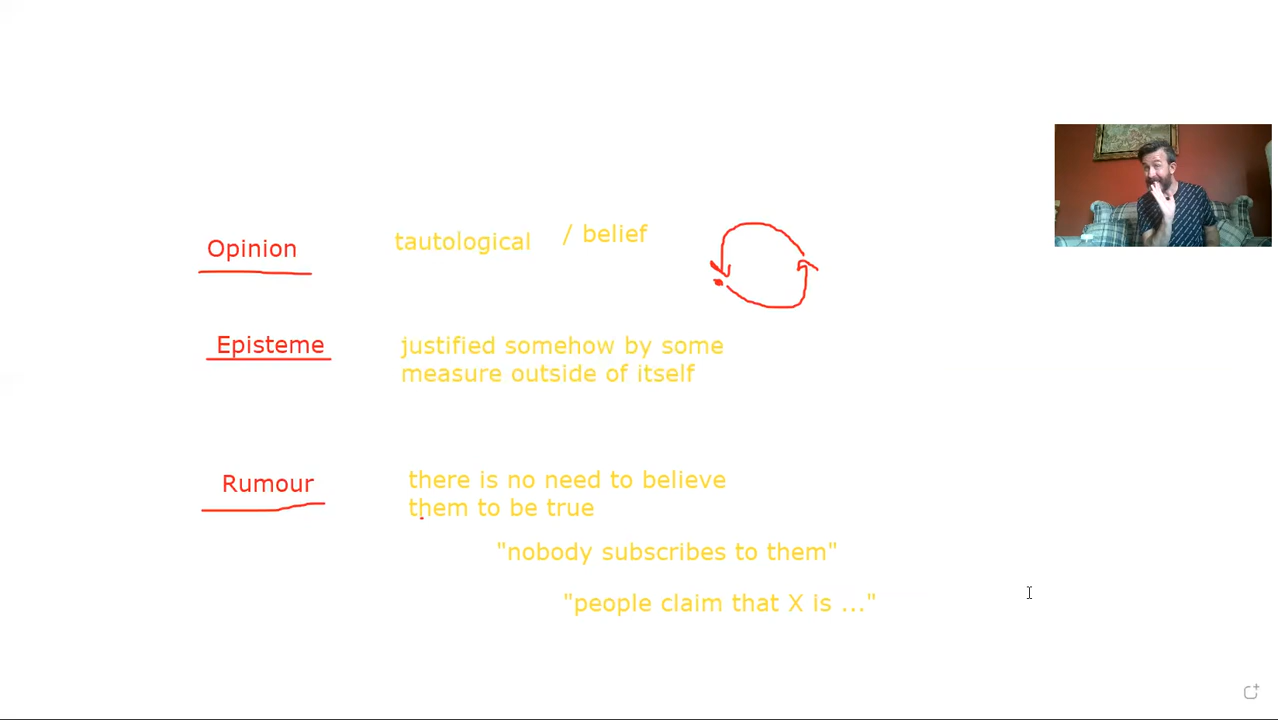 Opinion
tautological
/ belief
Episteme
justified somehow by some
measure outside of itself
Rumour
there is no need to believe
them to be true
"nobody subscribes to them"
"people claim that X is ..."